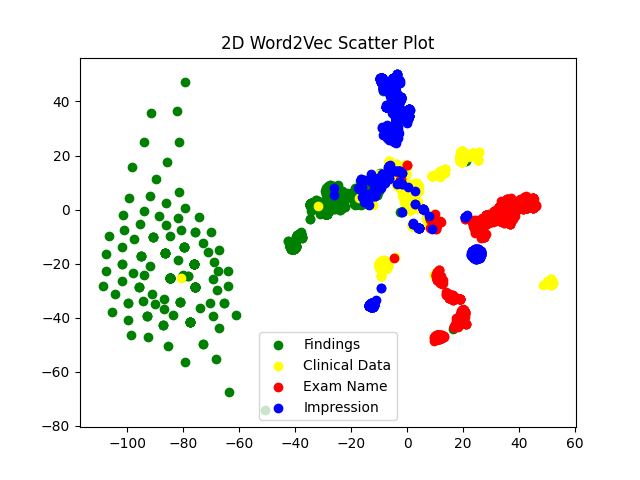 2D Word2Vec Scatter Plot
40
20
0
−20
−40
−60
−80
Findings
Clinical Data
Exam Name
Impression
−100 −80 −60 −40 −20 0 20 40 60